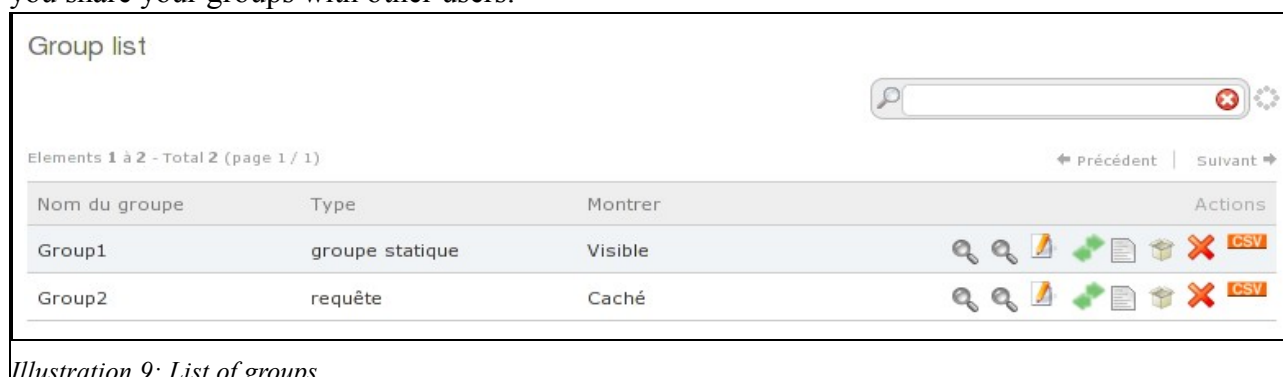 you share your groups with other users.
Group list
Elements 1 à 2 - Total 2 (page 1 / 1)
Précédent | Suivant
Nom du groupe Type Montrer Actions
Group1 groupe statique Visible CSV
Group2 requête Caché CSV
Illustration 9: List of groups